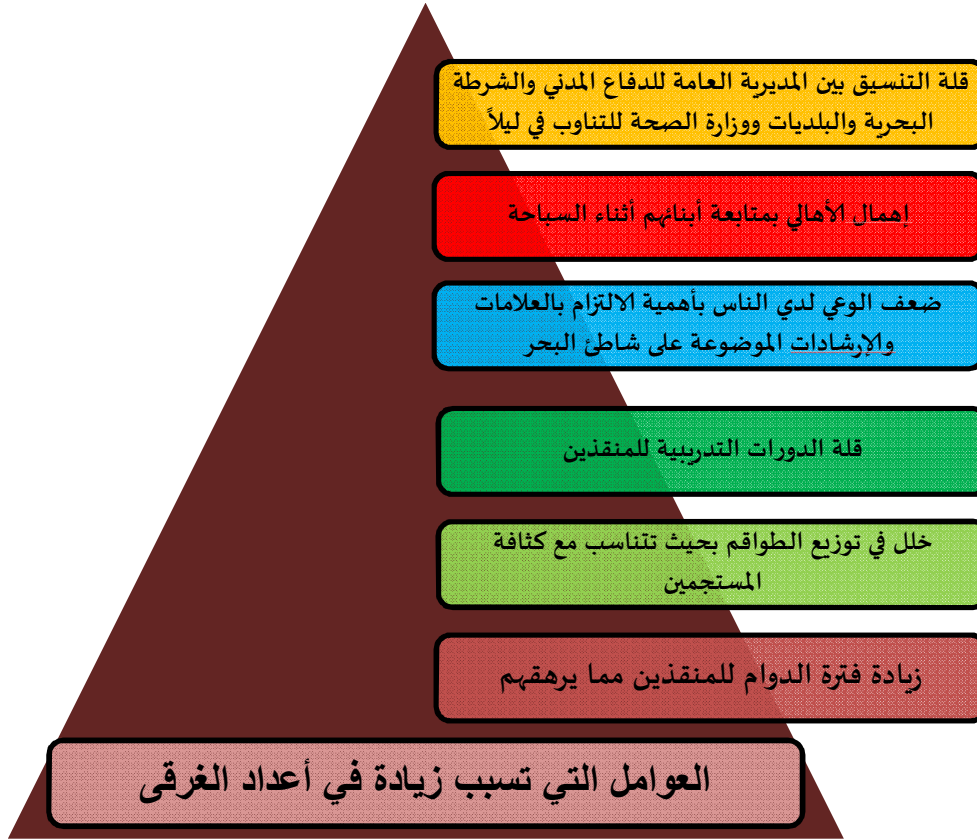 قلة التنسيق بين المديرية العامة للدفاع المدني والشرطة
البحرية والبلديات ووزارة الصحة للتناوب في ليلاً
إهمال الأهالي بمتابعة أبنائهم أثناء السباحة
ضعف الوعي لدي الناس بأهمية الالتزام بالعلامات
والإرشادات الموضوعة على شاطئ البحر
قلة الدورات التدريبية للمنقذين
خلل في توزيع الطواقم بحيث تتناسب مع كثافة
المستجمين
زيادة فترة الدوام للمنقذين مما يرهقهم
العوامل التي تسبب زيادة في أعداد الغرقى